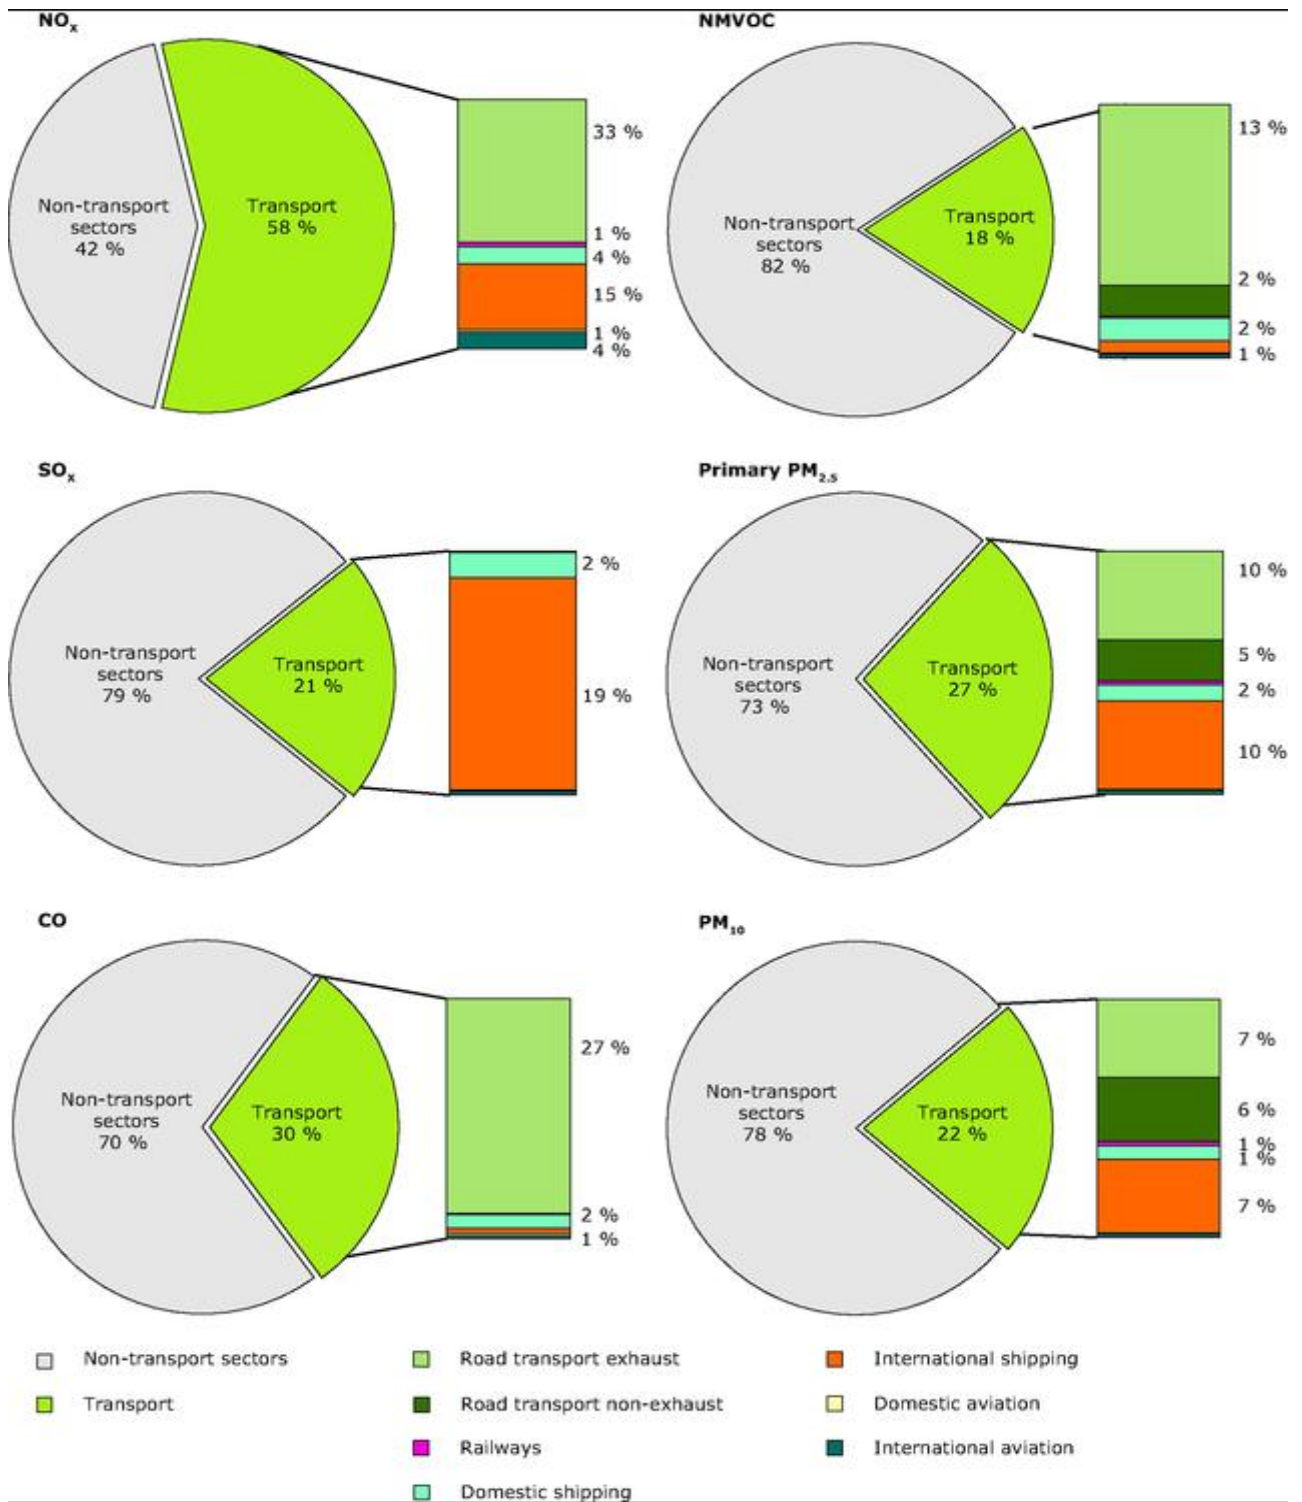 NOx
Non-transport
sectors
42 %
Transport
58 %
33 %
1 %
4 %
15 %
1 %
4 %
NMVOC
Non-transport
sectors
82 %
Transport
18 %
13 %
2 %
2 %
1 %
SOx
Non-transport
sectors
79 %
Transport
21 %
2 %
19 %
Primary PM2.5
Non-transport
sectors
73 %
Transport
27 %
10 %
5 %
2 %
10 %
CO
Non-transport
sectors
70 %
Transport
30 %
27 %
2 %
1 %
PM10
Non-transport
sectors
78 %
Transport
22 %
7 %
6 %
1 %
1 %
7 %
Non-transport sectors
Transport
Road transport exhaust
Road transport non-exhaust
Railways
Domestic shipping
International shipping
Domestic aviation
International aviation